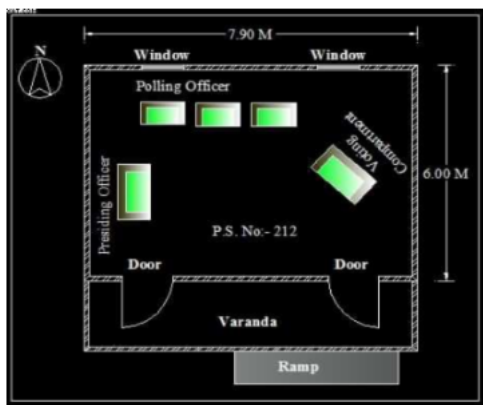 7.90 M
N
Window
Window
Polling Officer
Voting
Compartment
6.00 M
Presiding Officer
P.S. No:- 212
Door
Door
Varanda
Ramp